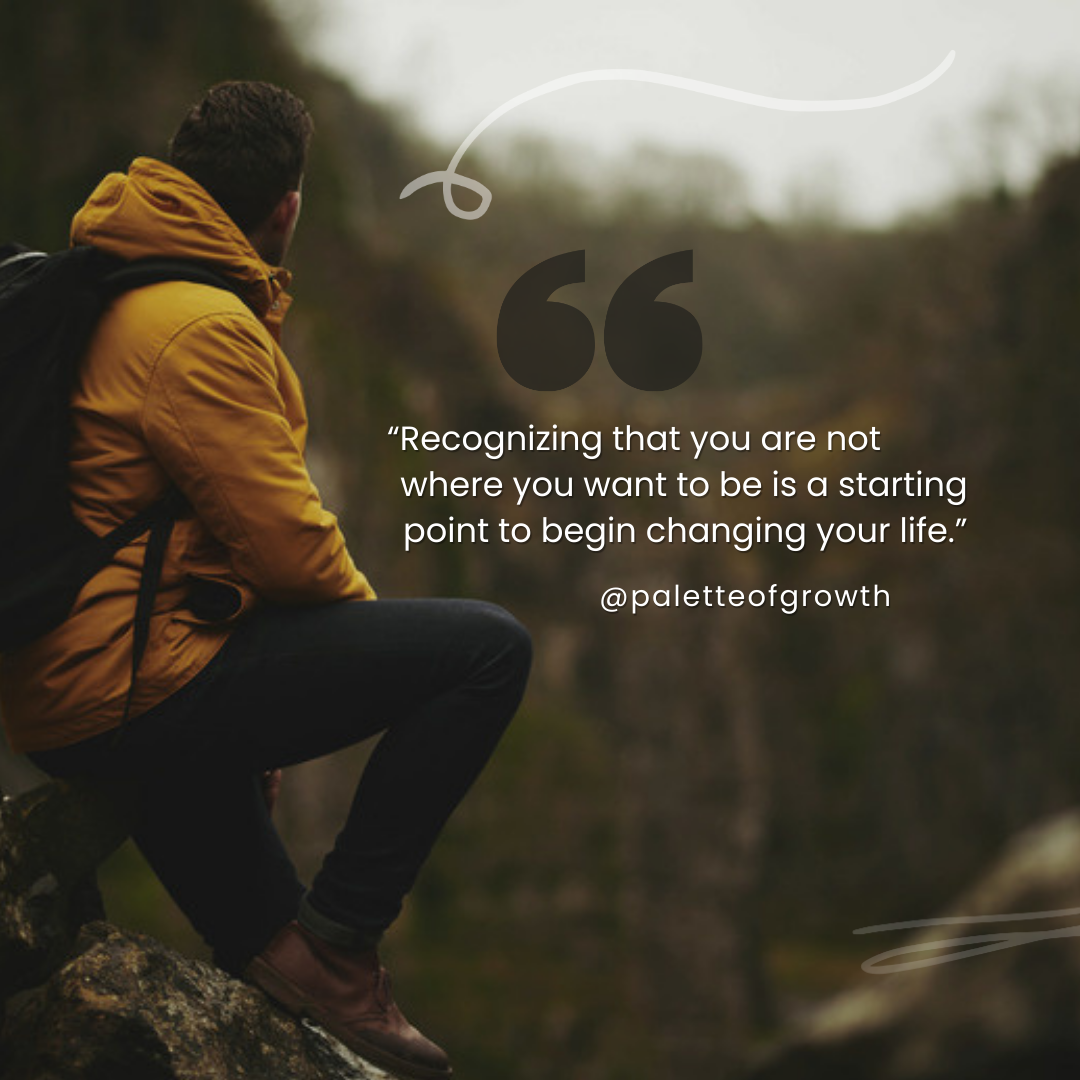 “Recognizing that you are not
where you want to be is a starting
point to begin changing your life.”
@paletteofgrowth